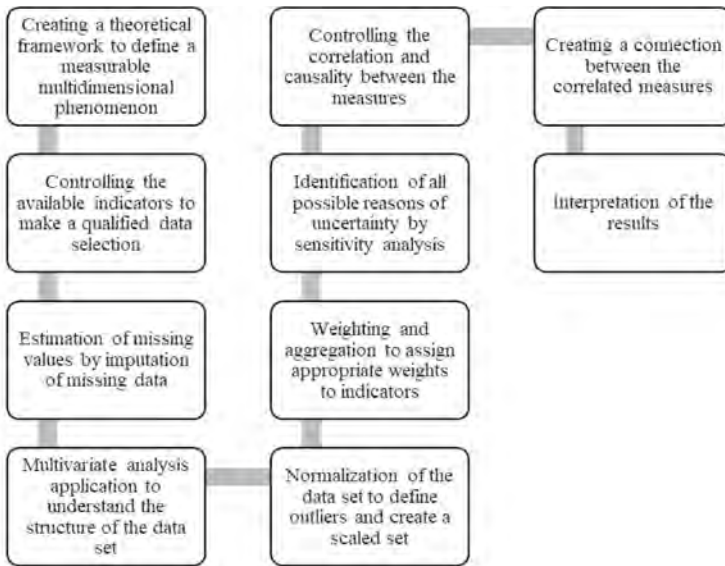 Creating a theoretical
framework to define a
measurable
multidimensional
phenomenon
Controlling the
available indicators to
make a qualified data
selection
Estimation of missing
values by imputation
of missing data
Multivariate analysis
application to
understand the
structure of the data
set
Normalization of the
data set to define
outliers and create a
scaled set
Weighting and
aggregation to assign
appropriate weights
to indicators
Identification of all
possible reasons of
uncertainty by
sensitivity analysis
Controlling the
correlation and
causality between the
measures
Creating a connection
between the
correlated measures
Interpretation of the
results